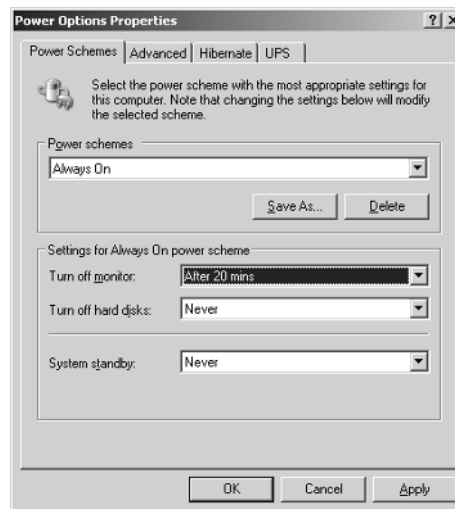 Power Options Properties
Power Schemes Advanced Hibernate UPS
Select the power scheme with the most appropriate settings for
this computer. Note that changing the settings below will modify
the selected scheme.
Power schemes
Always On
Save As... Delete
Settings for Always On power scheme
Turn off monitor: After 20 mins
Turn off hard disks: Never
System standby: Never
OK Cancel Apply